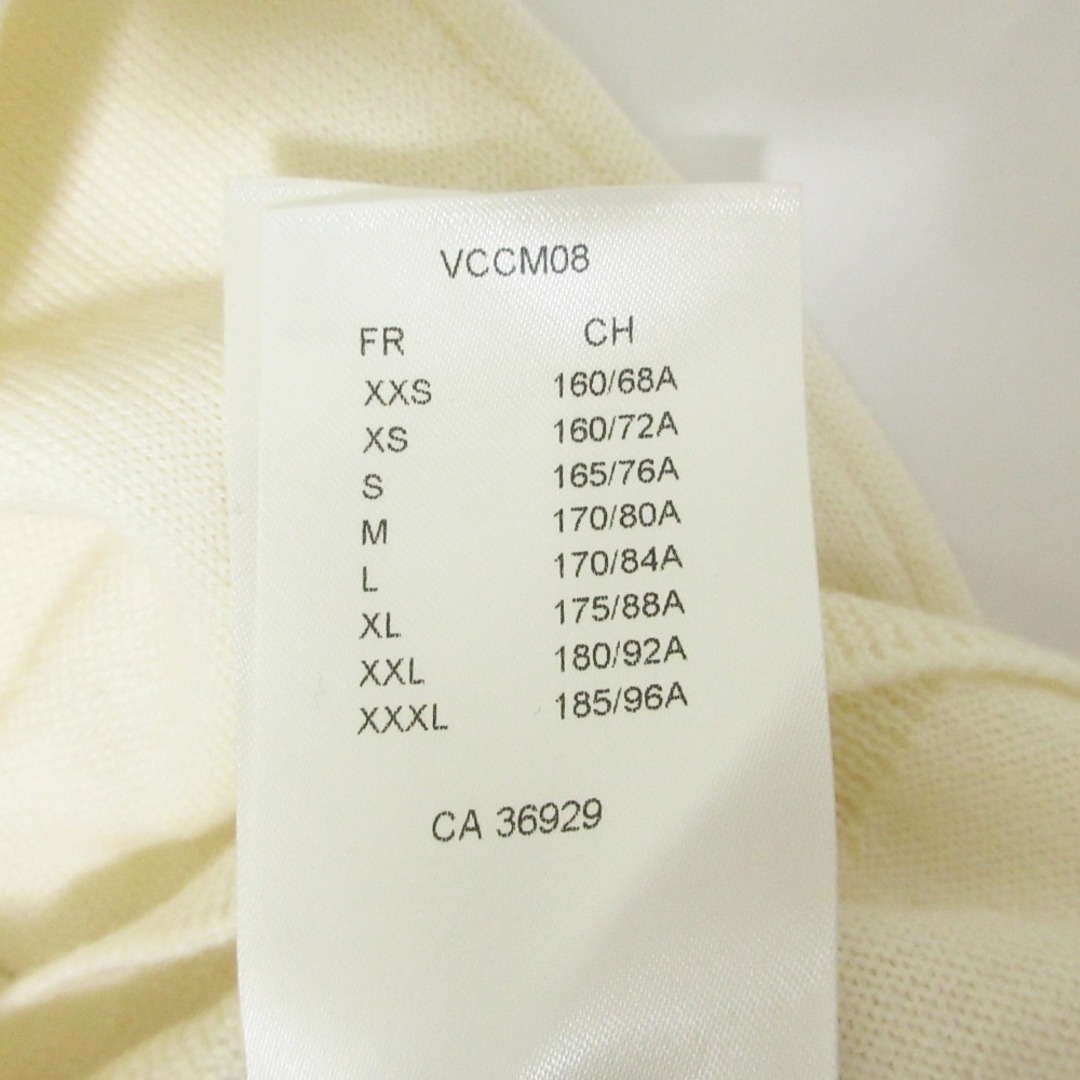 VCCM08
FR CH
XXS 160/68A
XS 160/72A
S 165/76A
M 170/80A
L 170/84A
XL 175/88A
XXL 180/92A
XXXL 185/96A
CA 36929